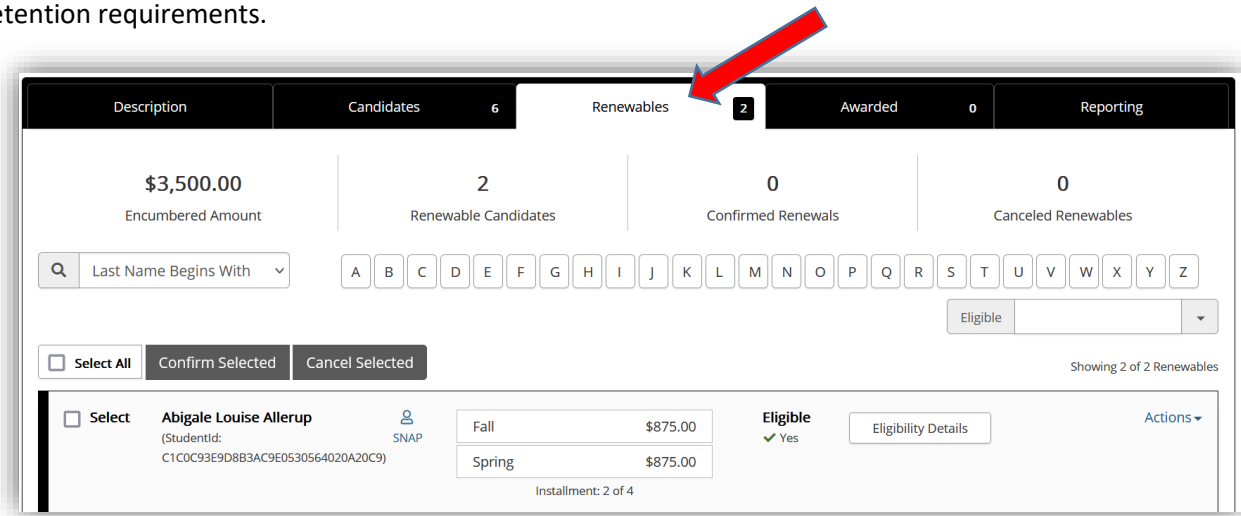 etention requirements.
Description Candidates 6 Renewables 2 Awarded 0 Reporting
$3,500.00 2 0 0
Encumbered Amount Renewable Candidates Confirmed Renewals Canceled Renewables
Last Name Begins With A B C D E F G H I J K L M N O P Q R S T U V W X Y Z
Eligible
Select All Confirm Selected Cancel Selected Showing 2 of 2 Renewables
Select Abigale Louise Allerup Fall $875.00 Eligible Eligibility Details Actions
(StudentId: SNAP Yes
C1C0C93E9D8B3AC9E0530564020A20C9) Spring $875.00
Installment: 2 of 4